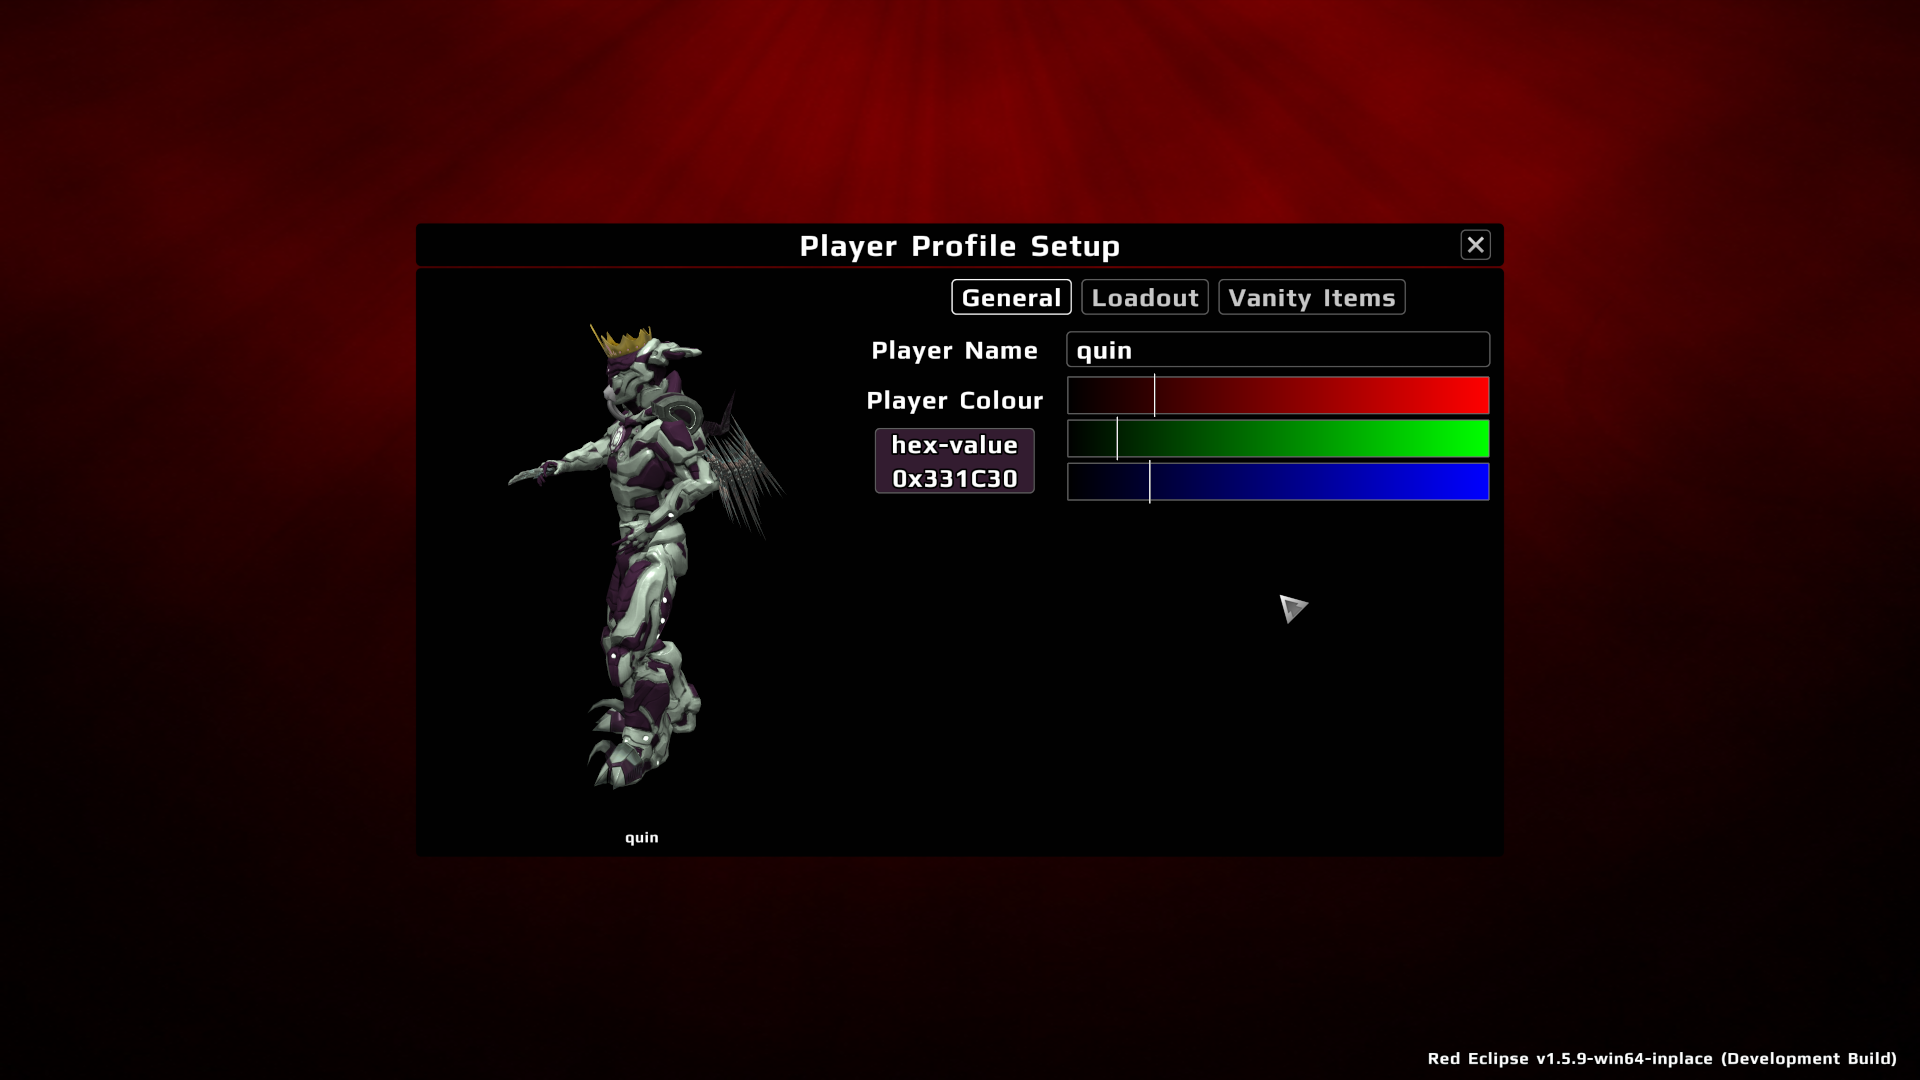 Player Profile Setup
General Loadout Vanity Items
Player Name quin
Player Colour
hex-value
0x331C30
quin
Red Eclipse v1.5.9-win64-inplace (Development Build)